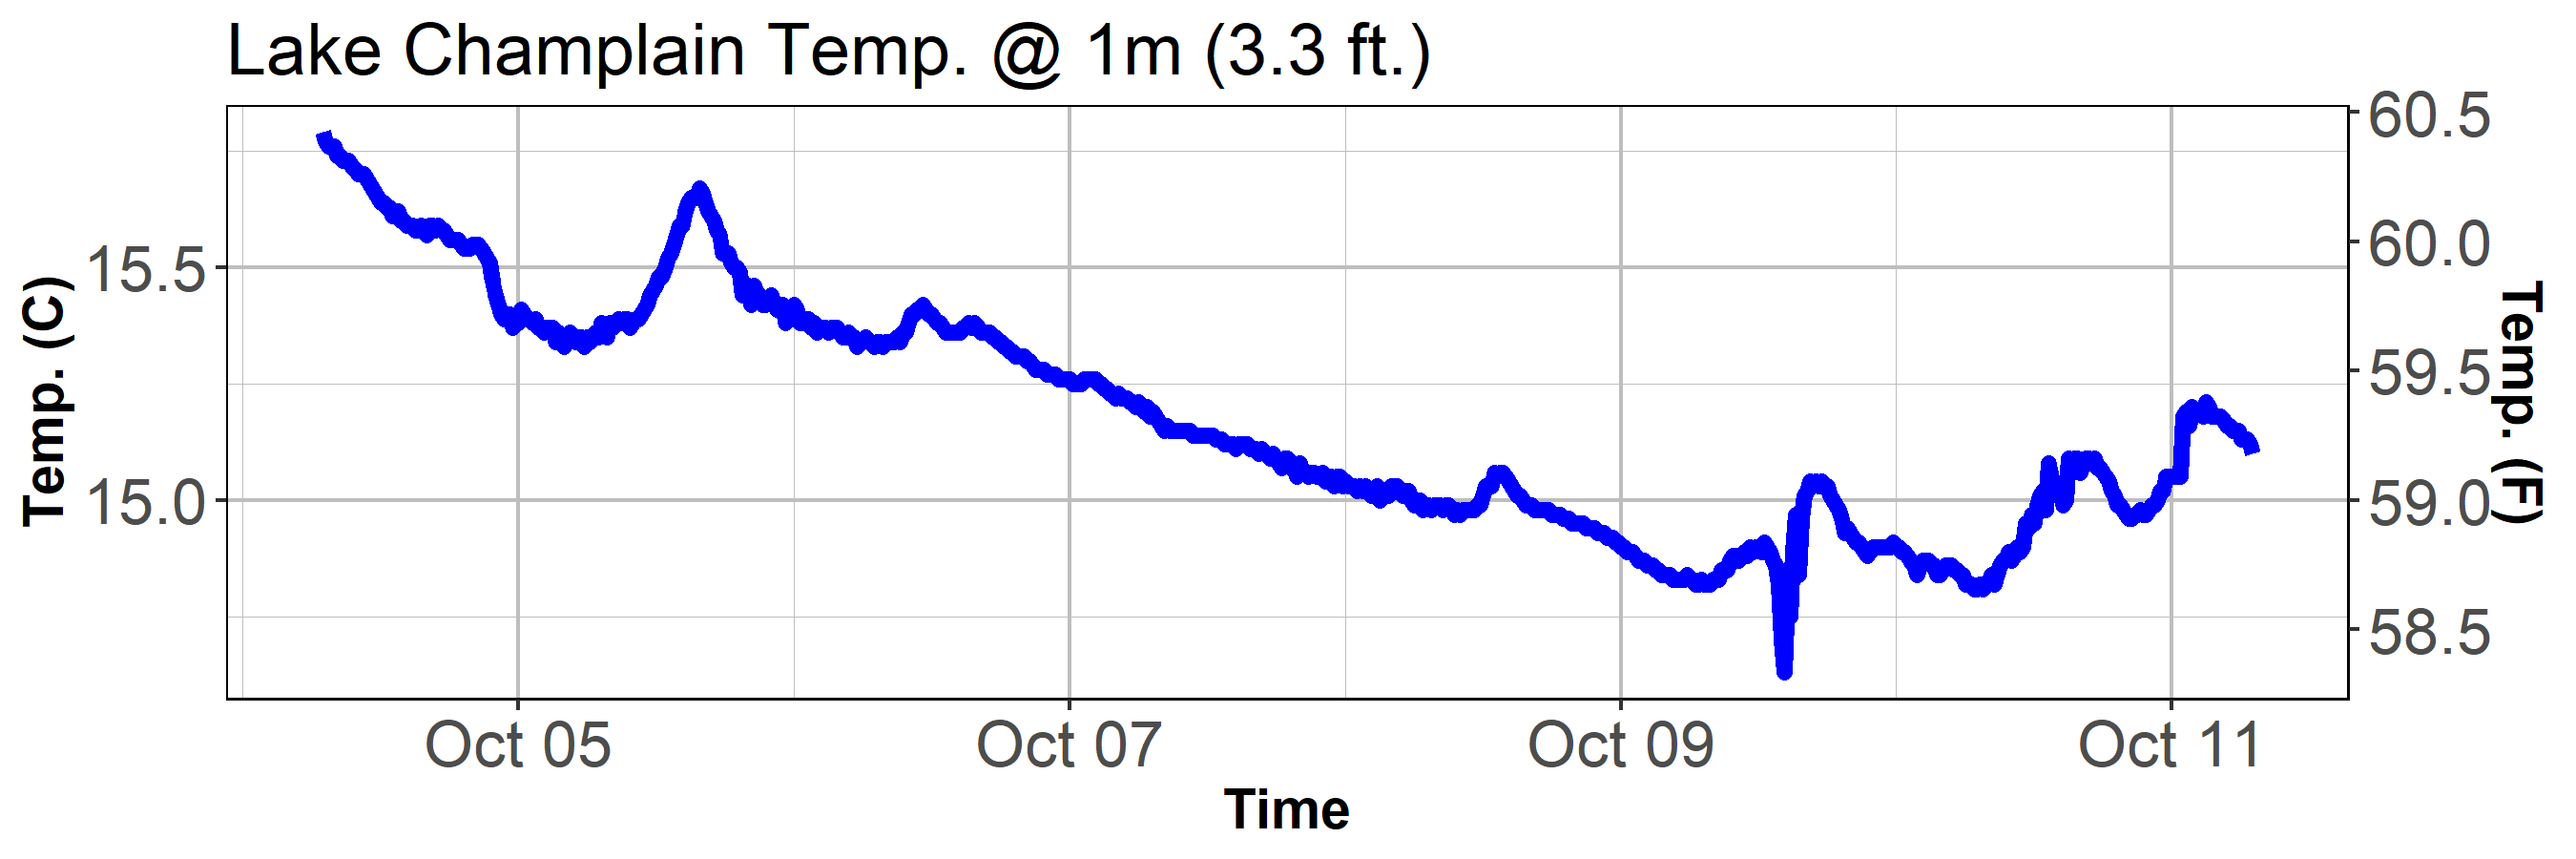 Lake Champlain Temp. @ 1m (3.3 ft.)
Temp. (C)
15.5
15.0
60.5
60.0
59.5
59.0
58.5
Temp. (F)
Oct 05
Oct 07
Oct 09
Oct 11
Time